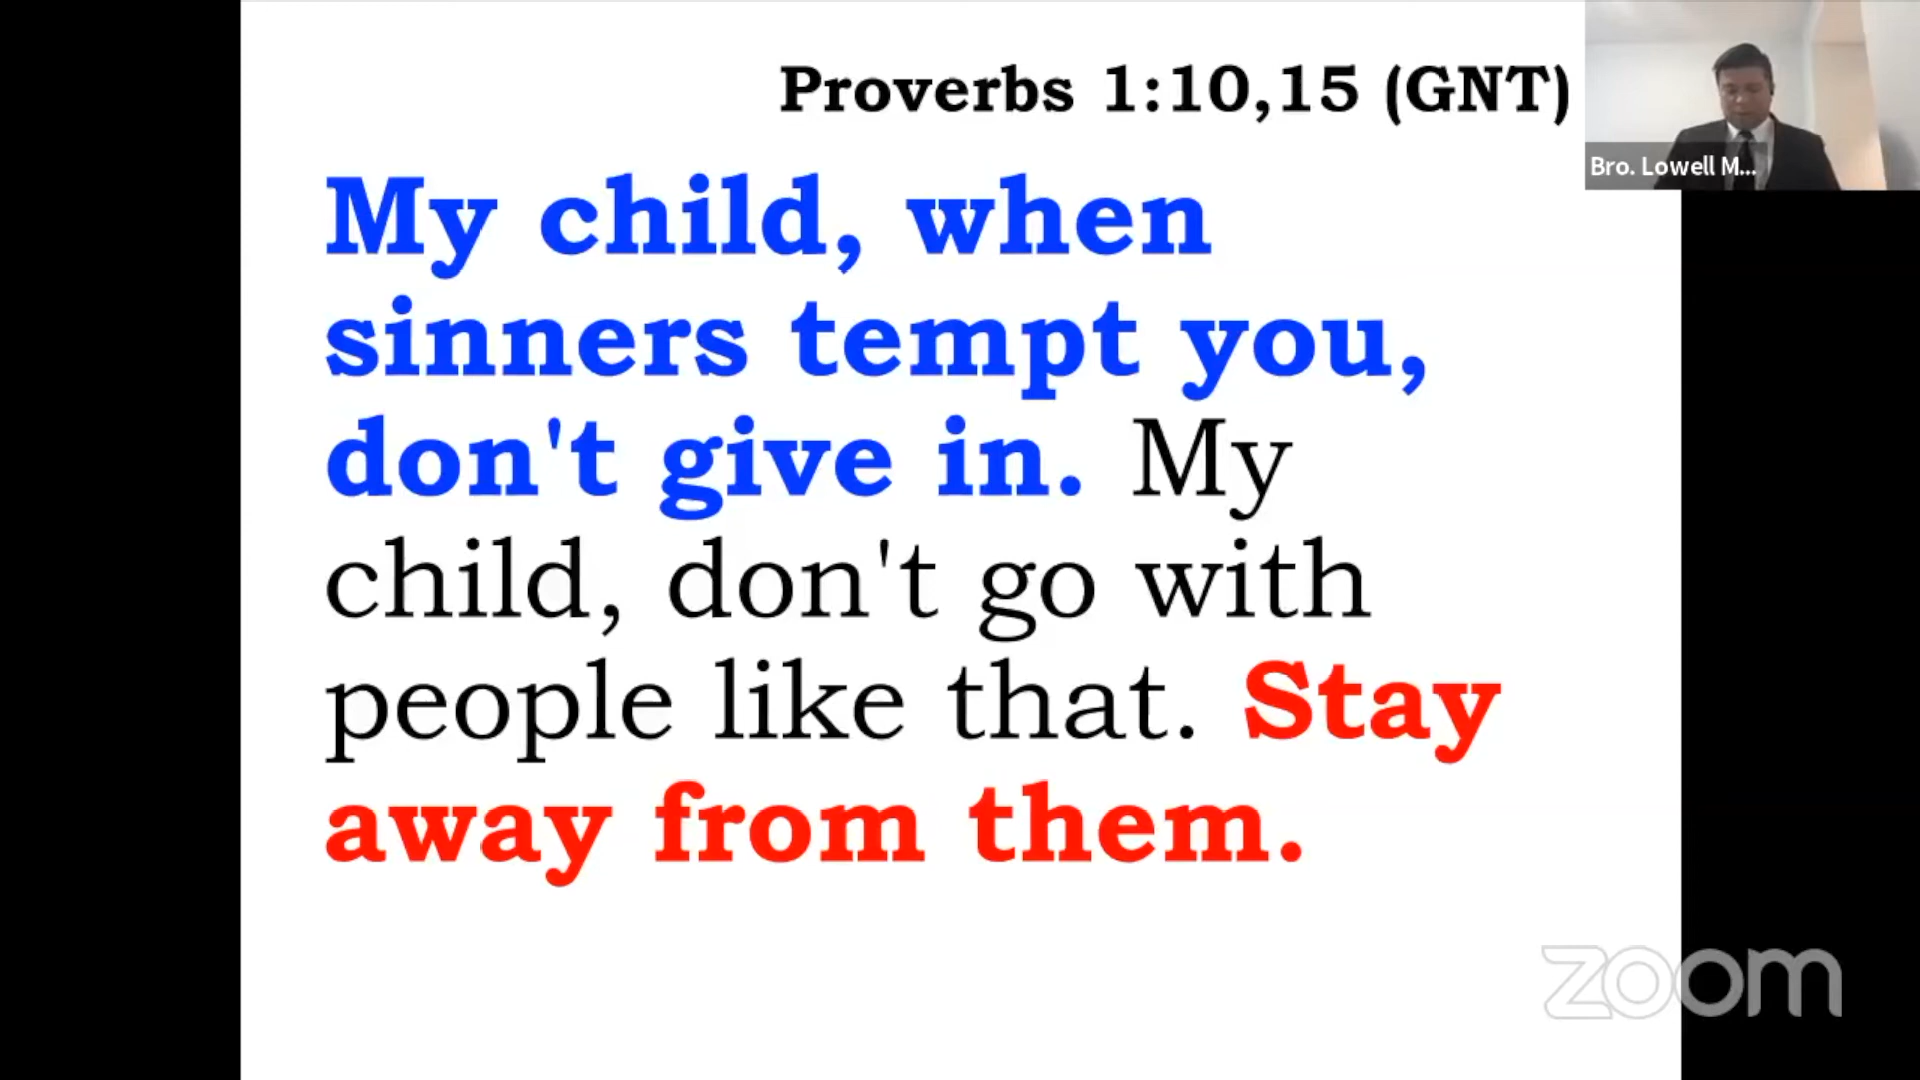 Proverbs 1:10,15 (GNT)
Bro. Lowell M...
My child, when
sinners tempt you,
don't give in. My
child, don't go with
people like that. Stay
away from them.
zoom